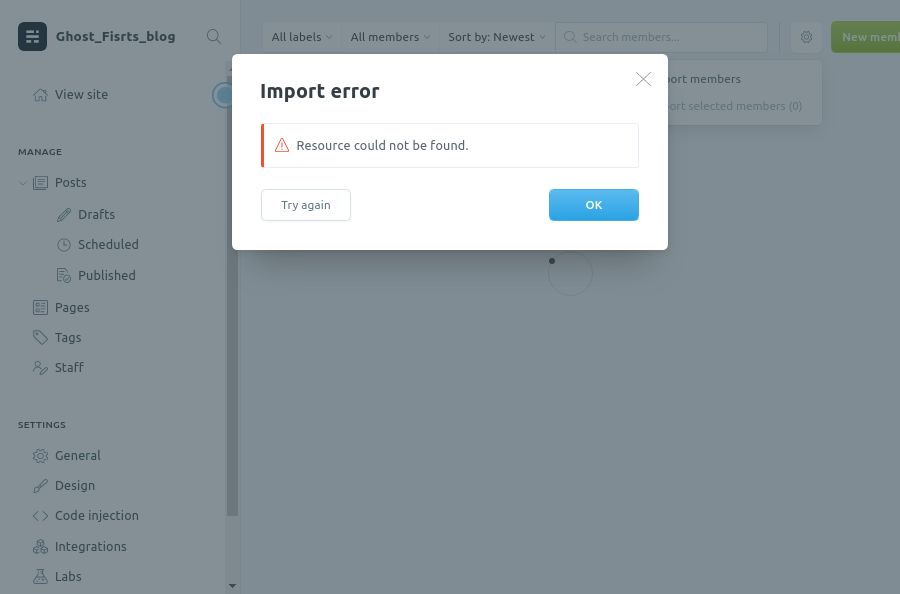 Ghost_Fisrts_blog
All labels
All members
Sort by: Newest
Search members...
View site
Import error
Resource could not be found.
Try again
OK
MANAGE
Posts
Drafts
Scheduled
Published
Pages
Tags
Staff
SETTINGS
General
Design
Code injection
Integrations
Labs
New memb
port members
ort selected members (0)